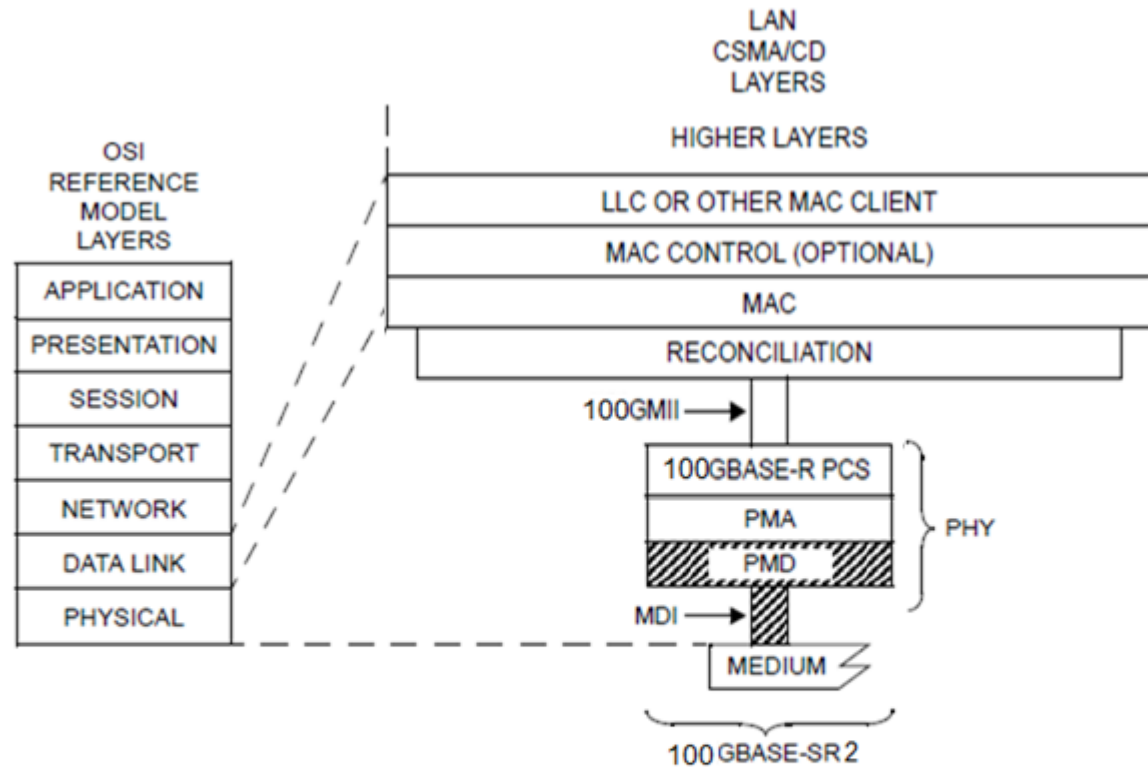 LAN
CSMA/CD
LAYERS
HIGHER LAYERS
OSI
REFERENCE
MODEL
LAYERS
APPLICATION
PRESENTATION
SESSION
TRANSPORT
NETWORK
DATA LINK
PHYSICAL
LLC OR OTHER MAC CLIENT
MAC CONTROL (OPTIONAL)
MAC
RECONCILIATION
100GMII
100GBASE-R PCS
PMA
PMD
PHY
MDI
MEDIUM
100GBASE-SR2